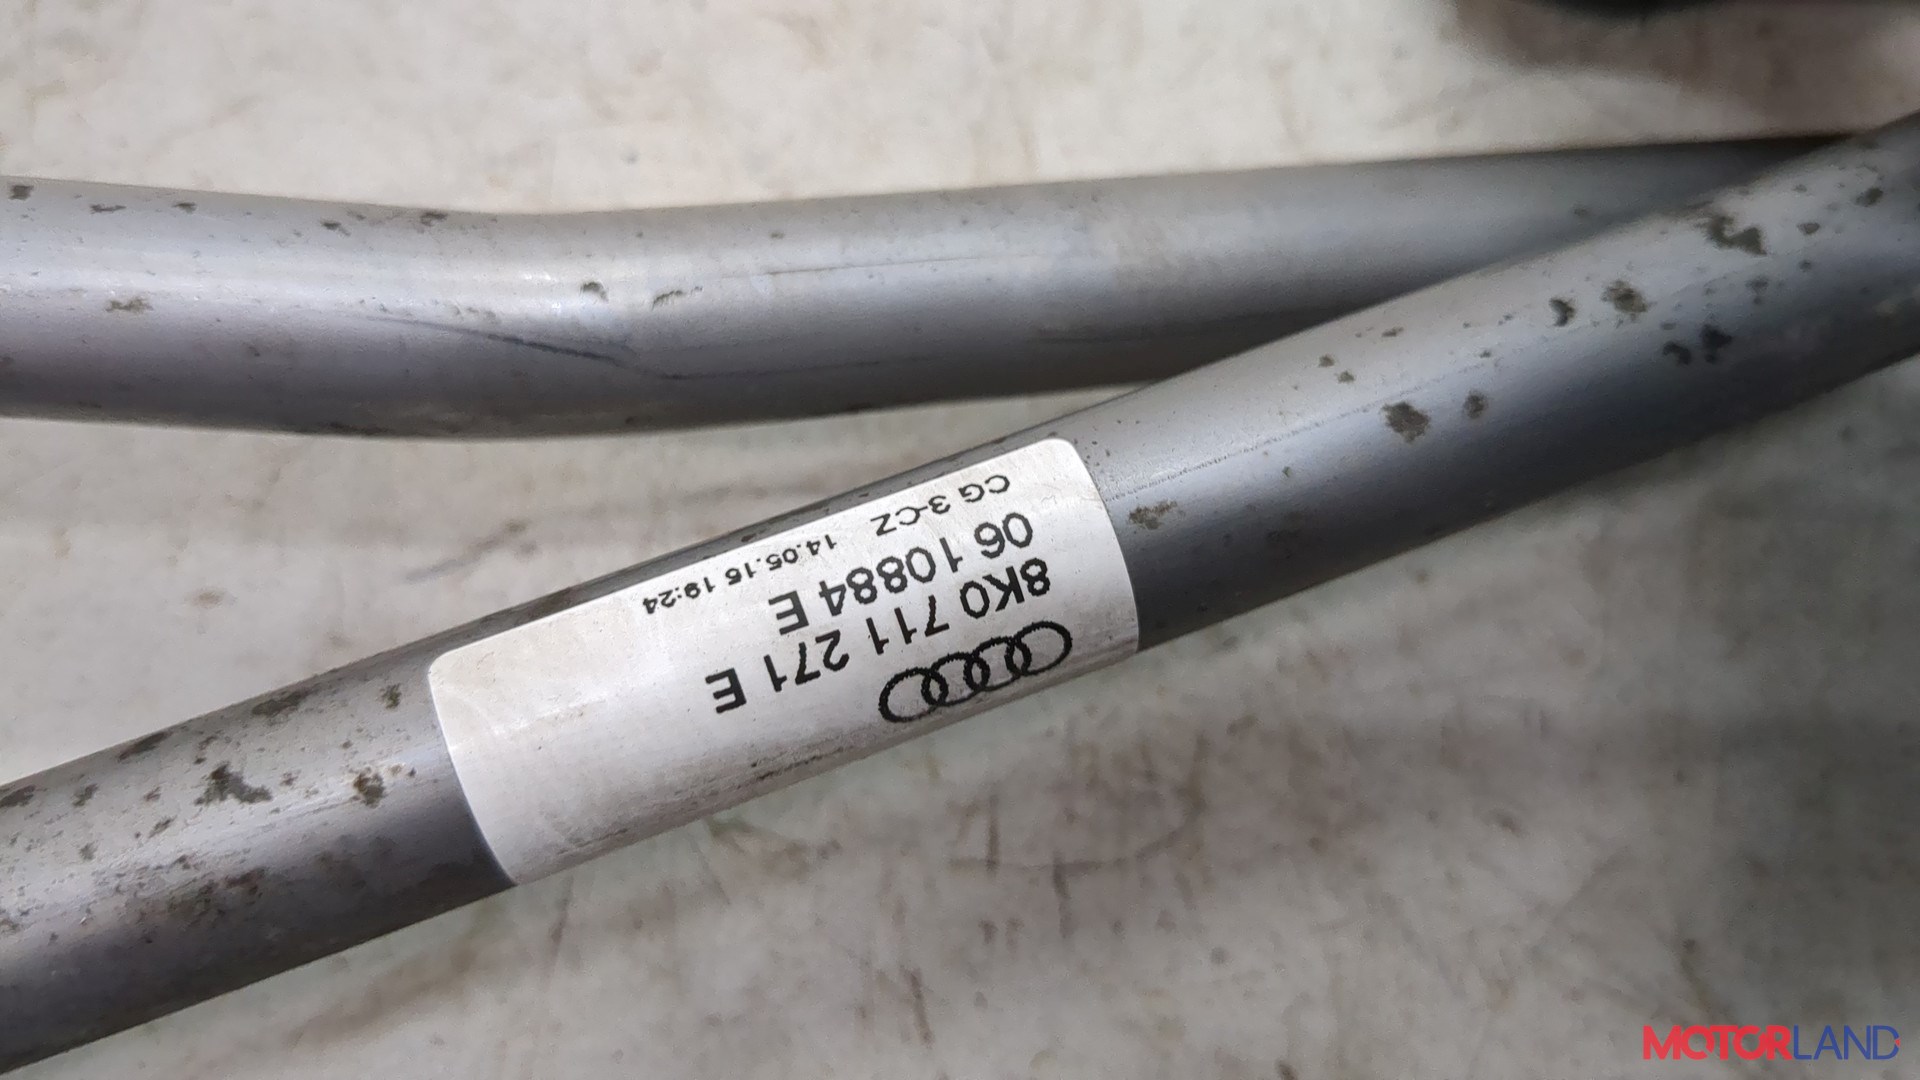 8K0 711 271 E
06 10884 E
CG 3-CZ 14.05.15 19:24
MOTORLAND